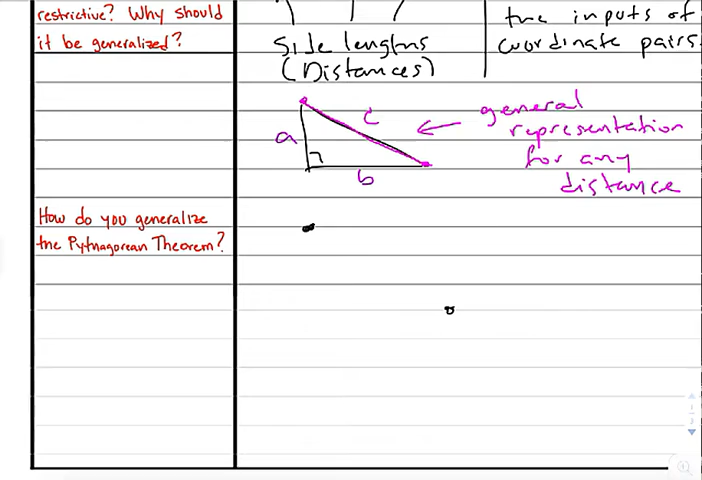 restrictive? Why should
it be generalized?
Side lengths
(Distances)
the inputs of
coordinate pairs.
a
c
b
general
representation
for any
distance
How do you generalize
the Pythagorean Theorem?